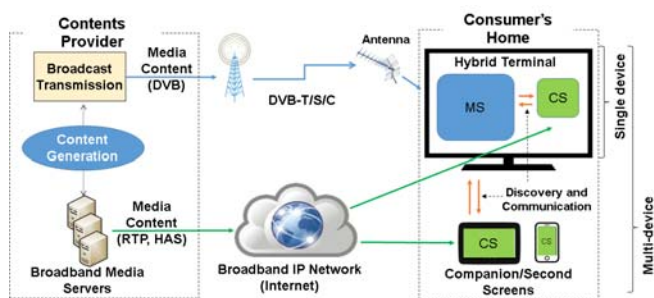 Contents
Provider
Broadcast
Transmission
Media
Content
(DVB)
Content
Generation
Media
Content
(RTP, HAS)
Broadband Media
Servers
DVB-T/S/C
Antenna
Broadband IP Network
(Internet)
Consumer's
Home
Hybrid Terminal
MS
CS
Discovery and
Communication
CS
CS
Companion/Second
Screens
Single device
Multi-device